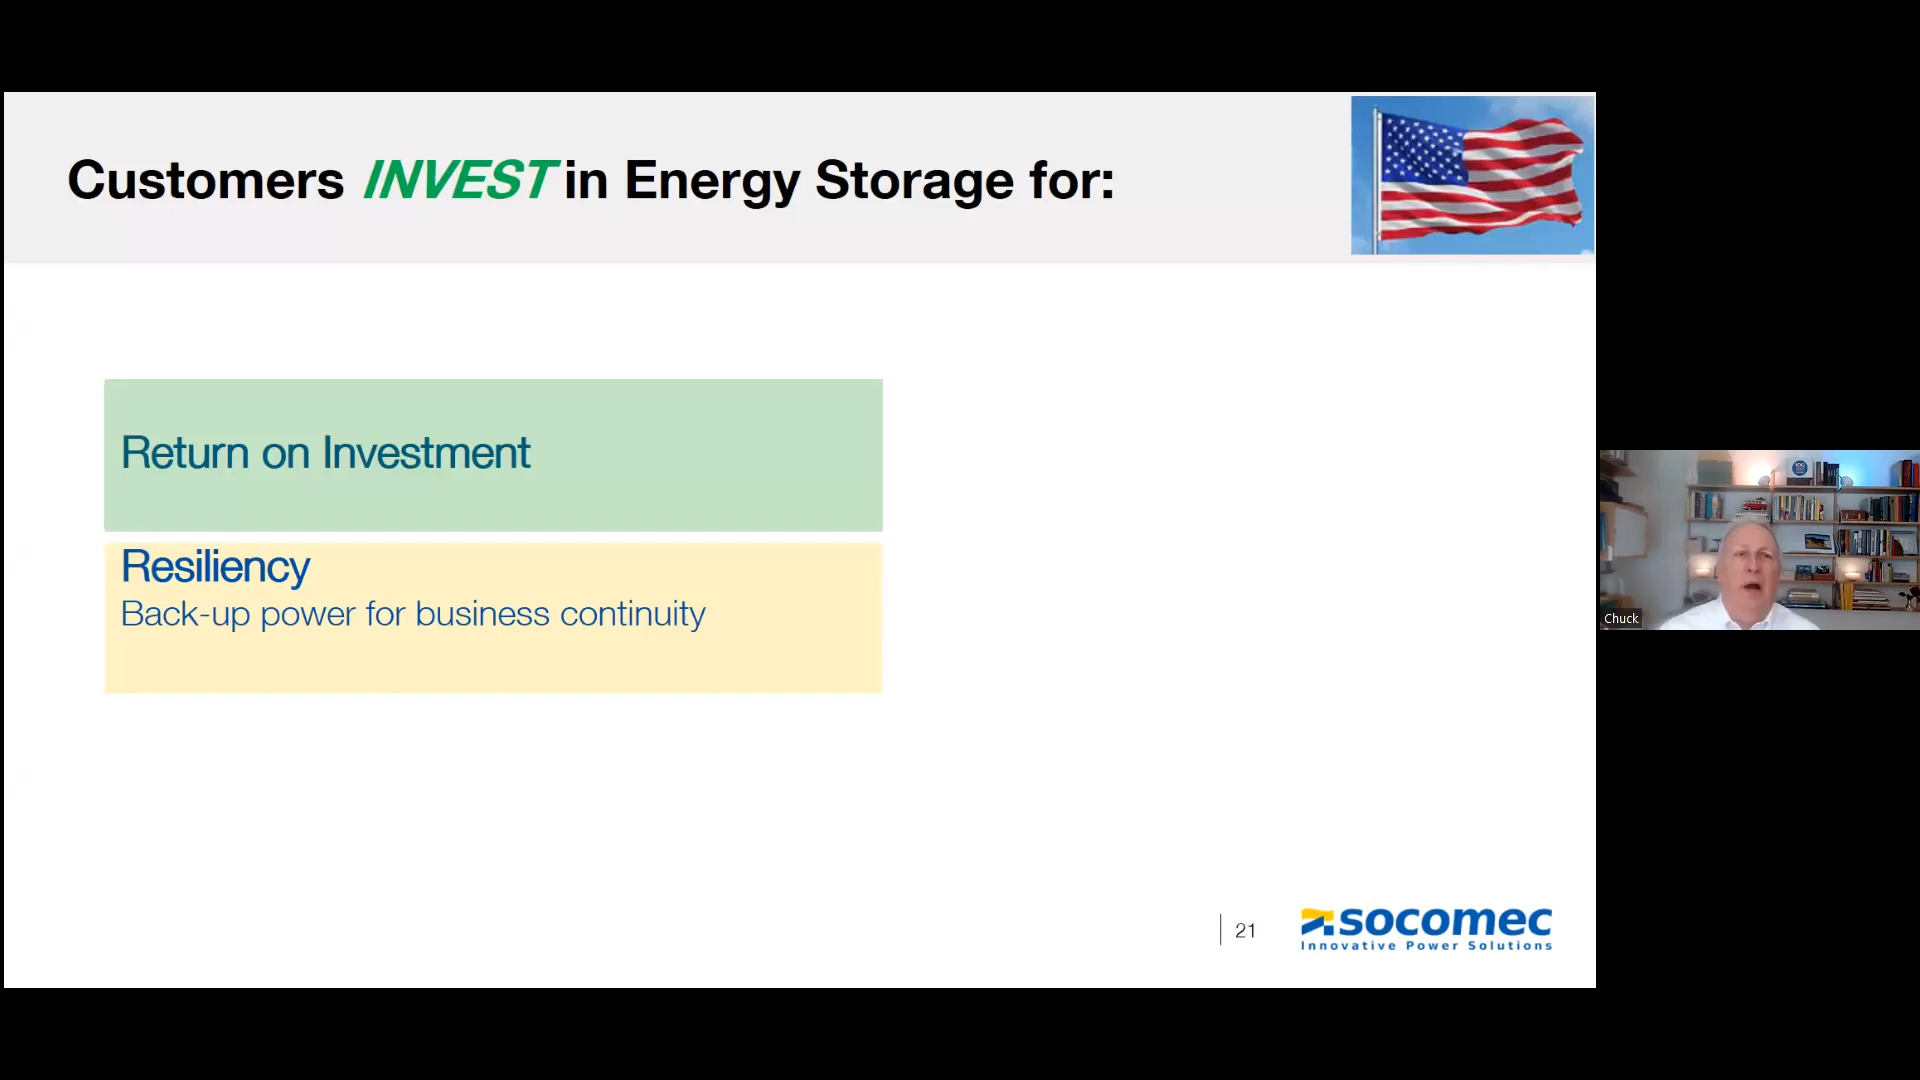 Customers INVEST in Energy Storage for:
Return on Investment
Resiliency
Back-up power for business continuity
Chuck
21
socomec
Innovative Power Solutions